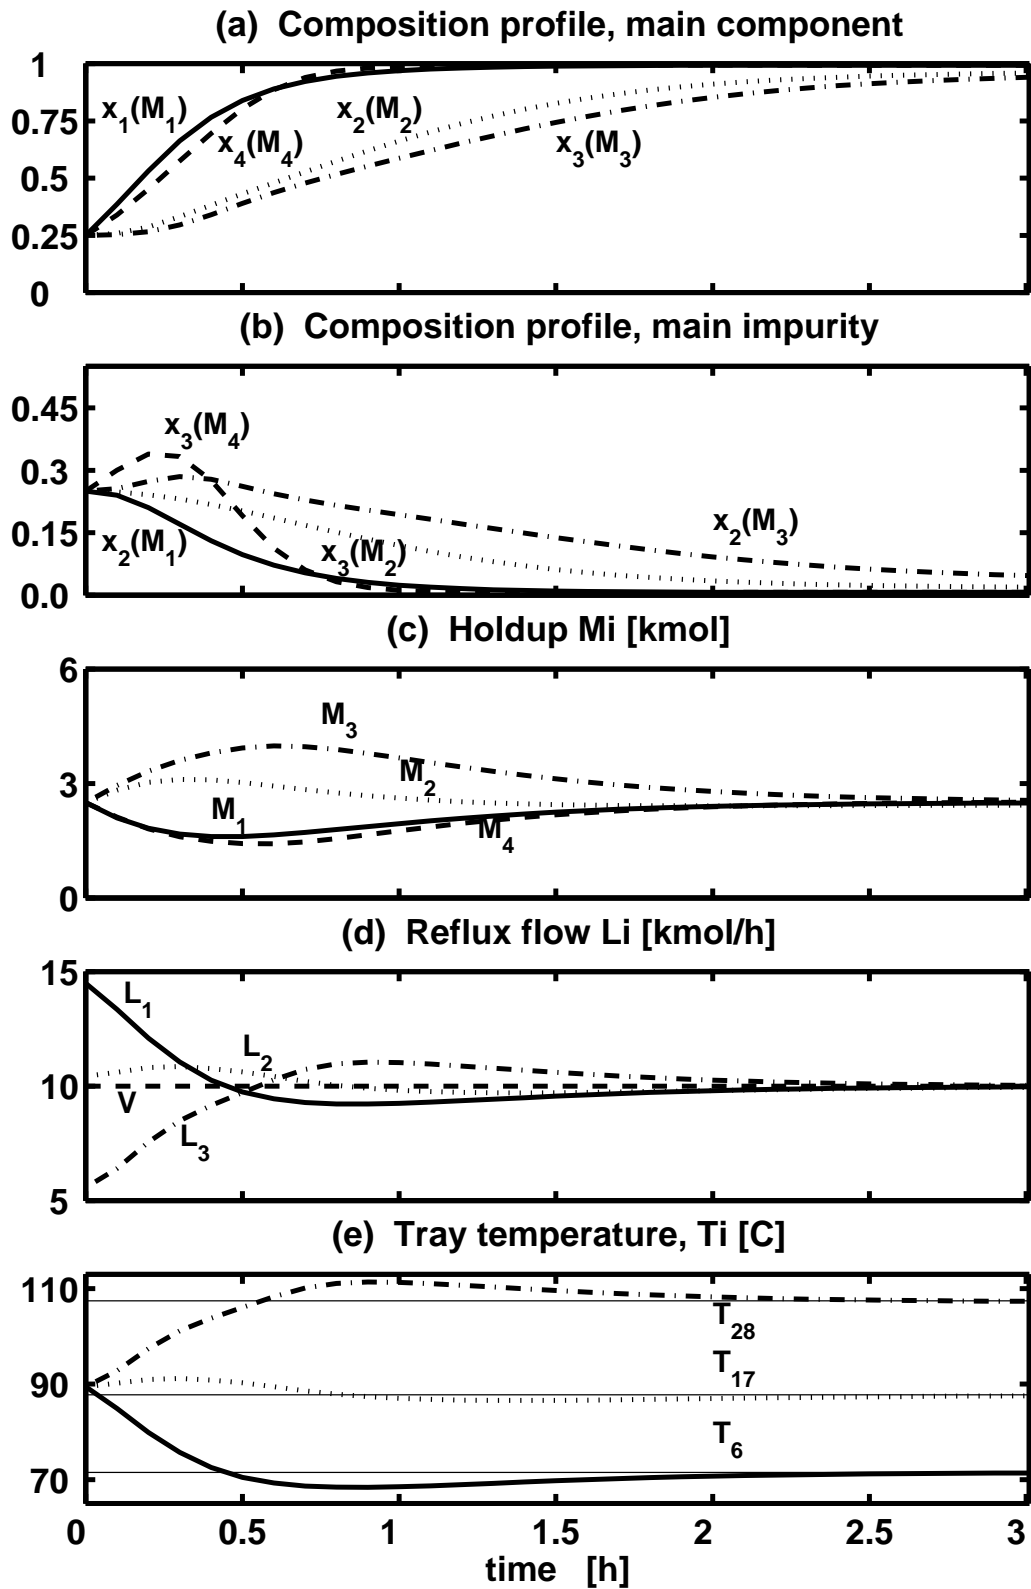 (a) Composition profile, main component
1
x1(M1)
x2(M2)
0.75
x4(M4)
x3(M3)
0.5
0.25
0
(b) Composition profile, main impurity
0.45
x3(M4)
0.3
x2(M3)
0.15
x2(M1)
x3(M2)
0.0
(c) Holdup Mi [kmol]
6
M3
M2
3
M1
M4
0
(d) Reflux flow Li [kmol/h]
15
L1
L2
10
V
L3
5
(e) Tray temperature, Ti [C]
110
T28
T17
90
T6
70
0 0.5 1 1.5 2 2.5 3
time [h]